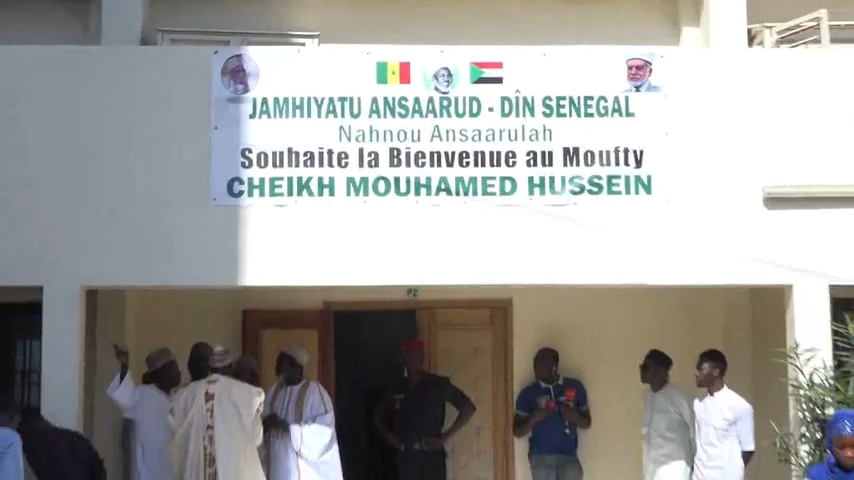 JAMHIYATU ANSAARUD - DÎN SENEGAL
Nahnou Ansaarulah
Souhaite la Bienvenue au Moufty
CHEIKH MOUHAMED HUSSEIN
P2